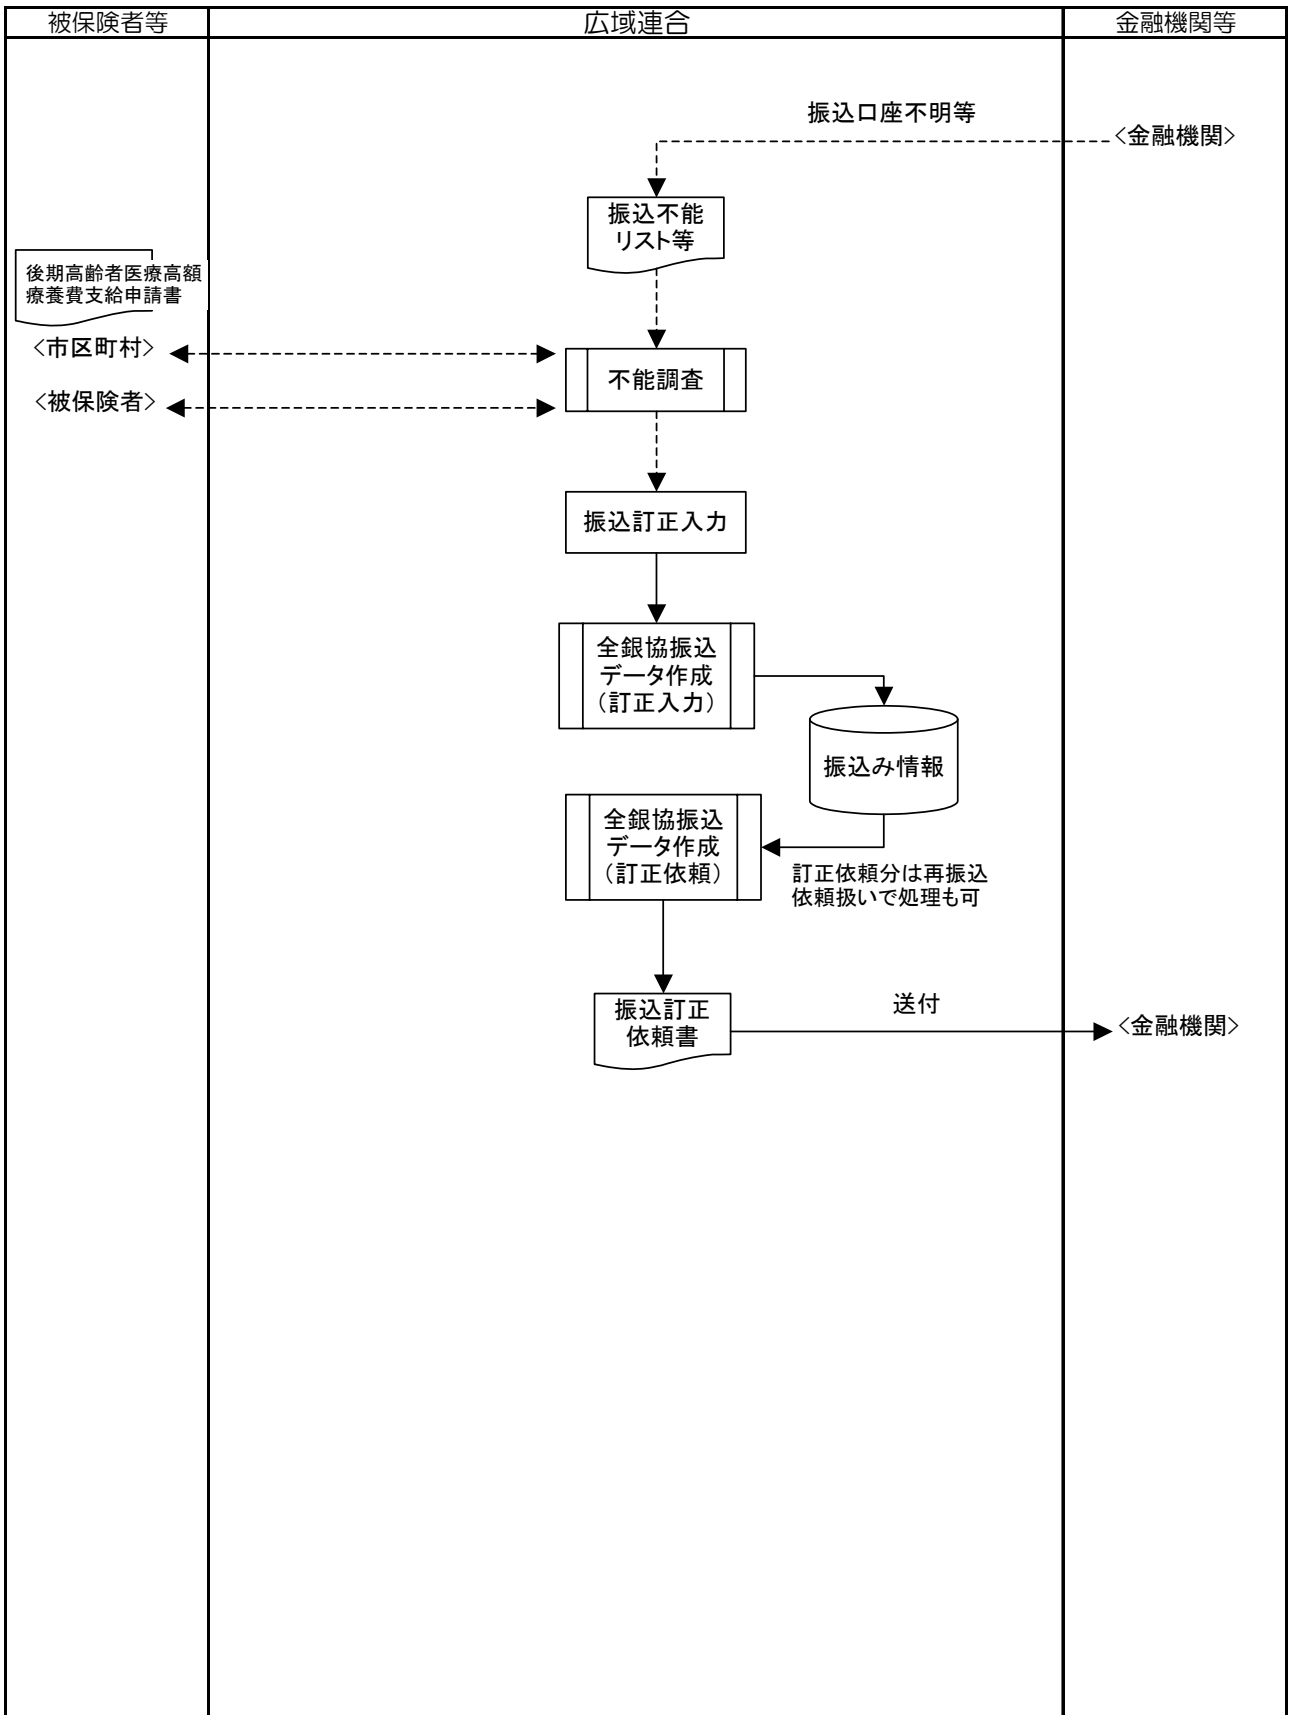 被保険者等
広域連合
金融機関等
振込口座不明等
<金融機関>
振込不能
リスト等
後期高齢者医療高額
療養費支給申請書
<市区町村>
不能調査
<被保険者>
振込訂正入力
全銀協振込
データ作成
（訂正入力）
振込み情報
全銀協振込
データ作成
（訂正依頼）
訂正依頼分は再振込
依頼扱いで処理も可
振込訂正
依頼書
送付
<金融機関>